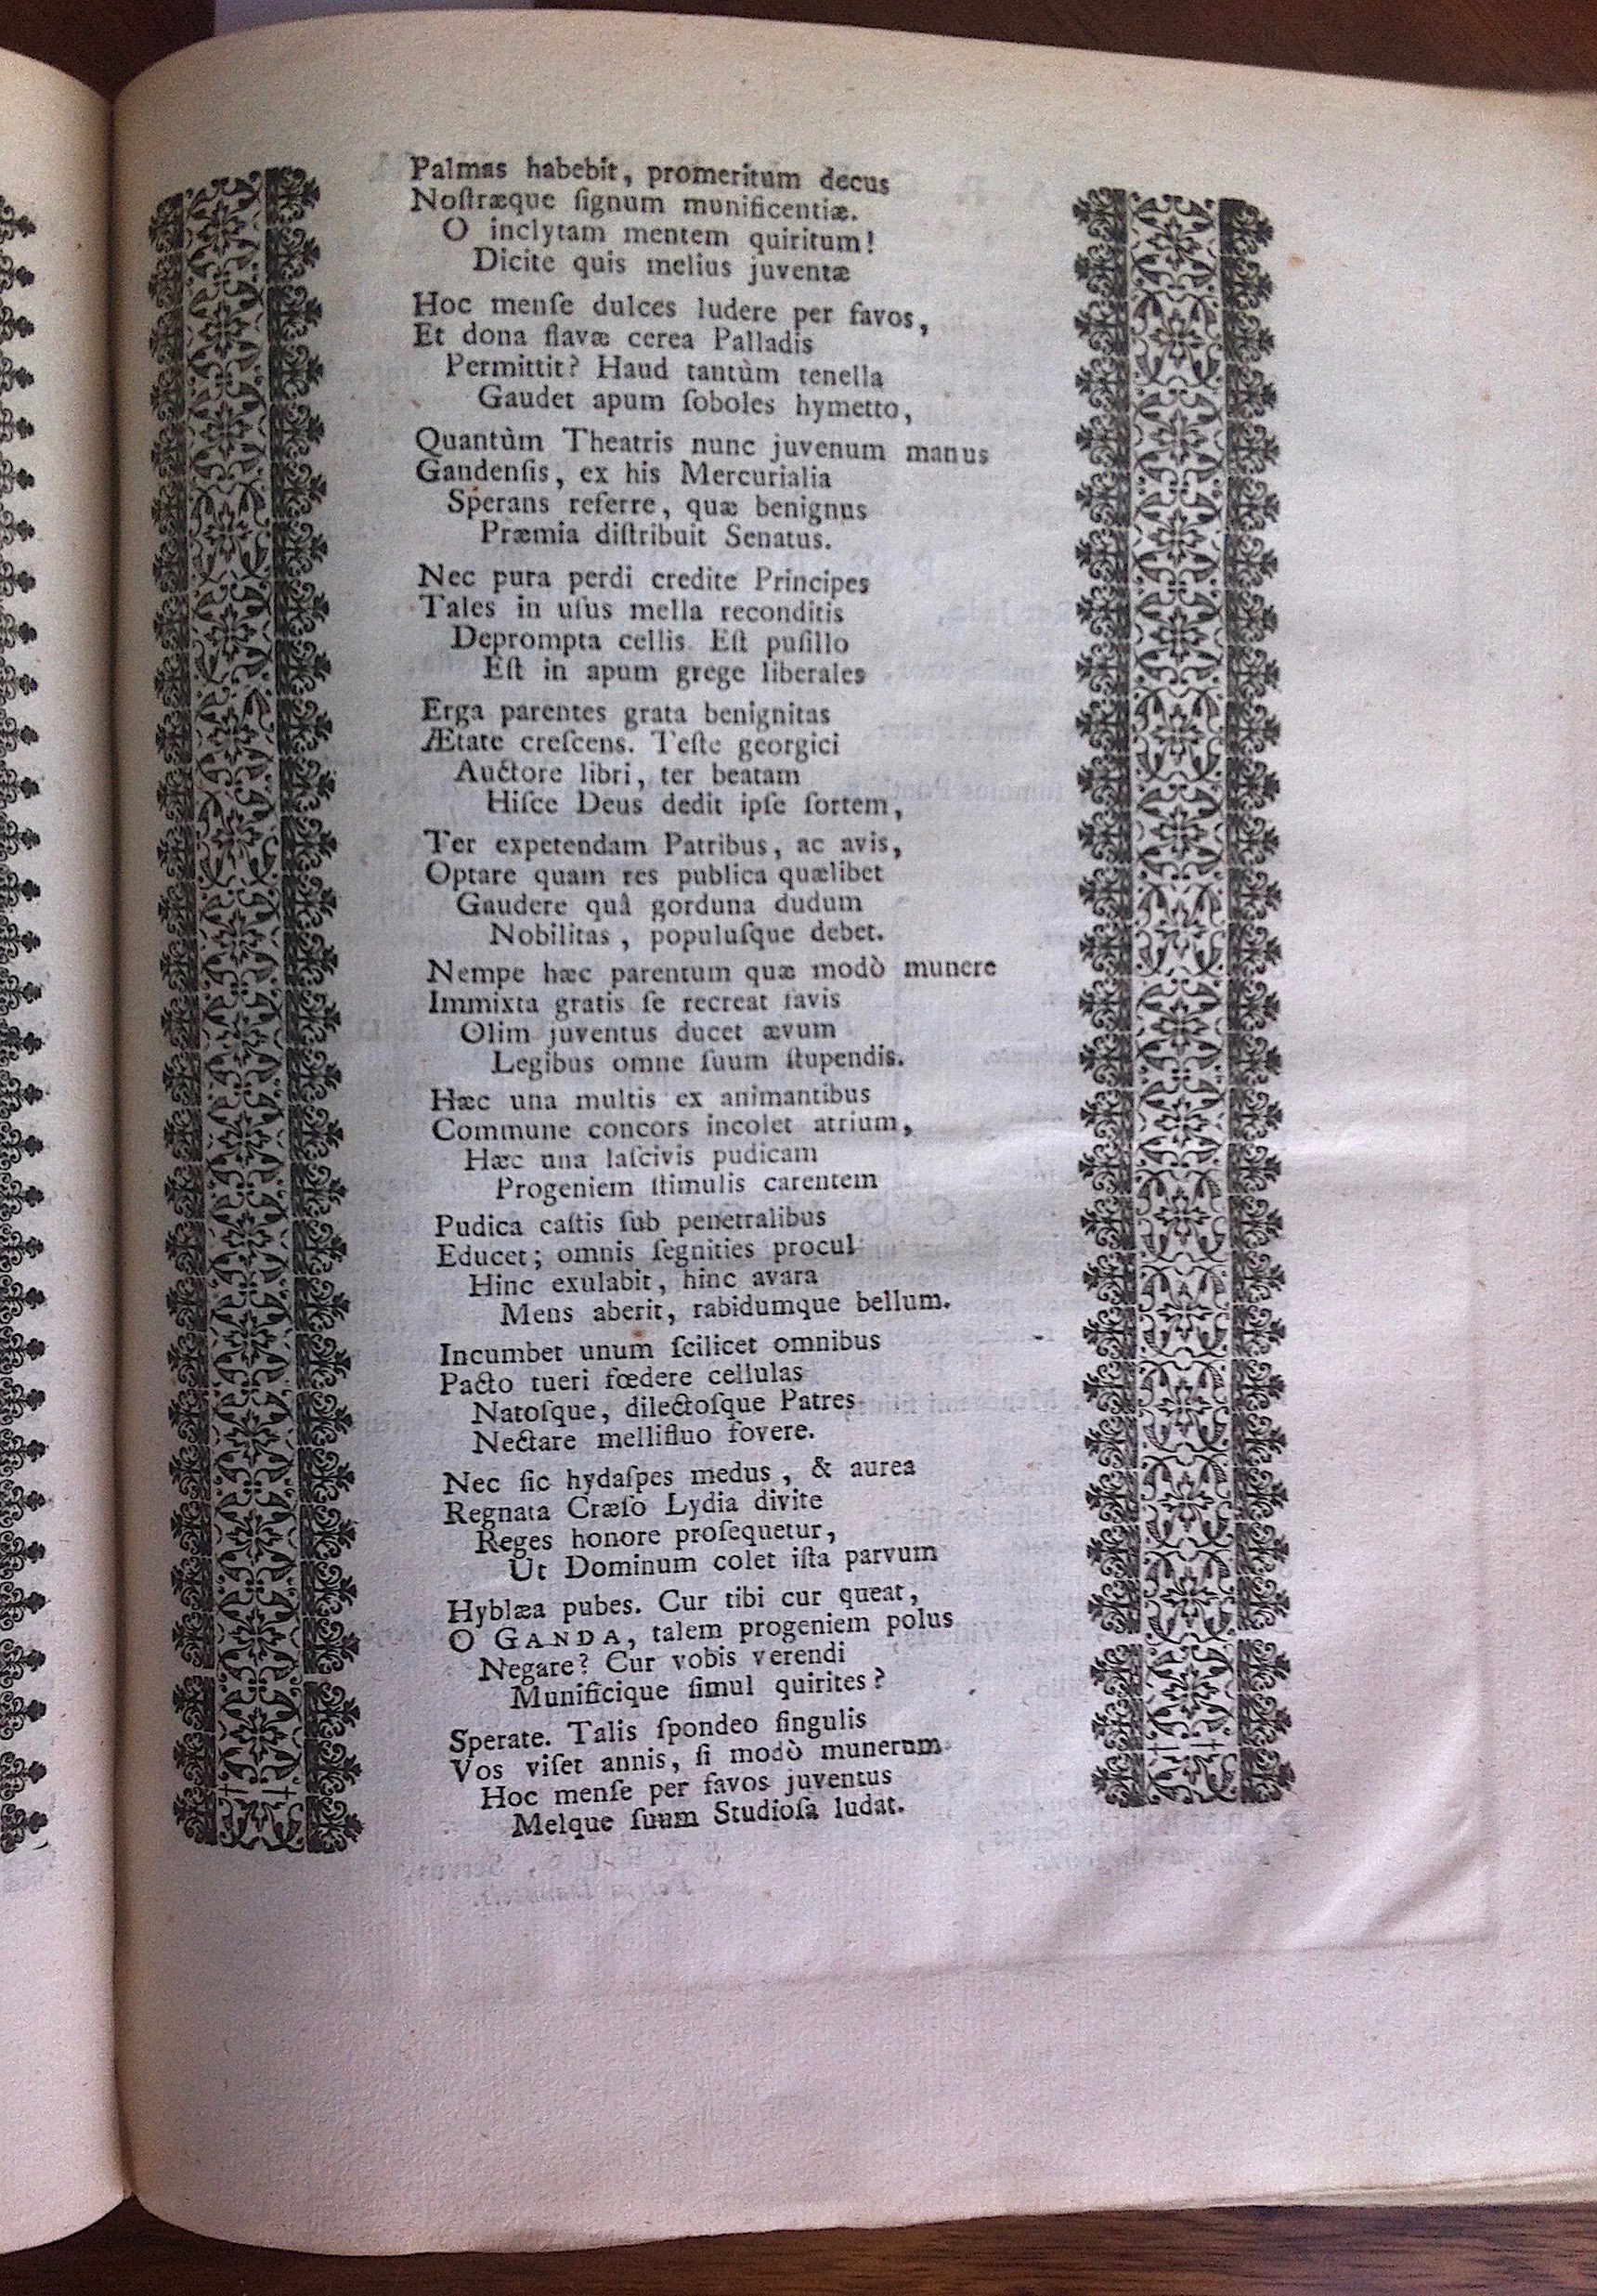 Palmas habebit, promeritum decus
Noſtræque ſignum munificentiæ.
O inclytam mentem quiritum!
Dicite quis melius juventæ
Hoc menſe dulces ludere per favos,
Et dona flavæ cerea Palladis
Permittit? Haud tantùm tenella
Gaudet apum ſoboles hymetto,
Quantùm Theatris nunc juvenum manus
Gandenſis, ex his Mercurialia
Sperans referre, quæ benignus
Præmia diſtribuit Senatus.
Nec pura perdi credite Principes
Tales in uſus mella reconditis
Deprompta cellis. Eſt puſillo
Eſt in apum grege liberales
Erga parentes grata benignitas
Ætate creſcens. Teſte georgici
Auctore libri, ter beatam
Hiſce Deus dedit ipſe ſortem,
Ter expetendam Patribus, ac avis,
Optare quam res publica quælibet
Gaudere quâ gorduna dudum
Nobilitas, populuſque debet.
Nempe hæc parentum quæ modò munere
Immixta gratis ſe recreat favis
Olim juventus ducet ævum
Legibus omne ſuum ſtupendis.
Hæc una multis ex animantibus
Commune concors incolet atrium,
Hæc una laſcivis pudicam
Progeniem ſtimulis carentem
Pudica caſtis ſub penetralibus
Educet; omnis ſegnities procul
Hinc exulabit, hinc avara
Mens aberit, rabidumque bellum.
Incumbet unum ſcilicet omnibus
Pacto tueri fœdere cellulas
Natoſque, dilectoſque Patres
Nectare mellifluo fovere.
Nec ſic hydaſpes medus, & aurea
Regnata Cræſo Lydia divite
Reges honore proſequetur,
Ut Dominum colet iſta parvum
Hyblæa pubes. Cur tibi cur queat,
O GANDA, talem progeniem polus
Negare? Cur vobis verendi
Munificique ſimul quirites?
Sperate. Talis ſpondeo ſingulis
Vos viſet annis, ſi modò munerum
Hoc menſe per favos juventus
Melque ſuum Studioſa ludat.